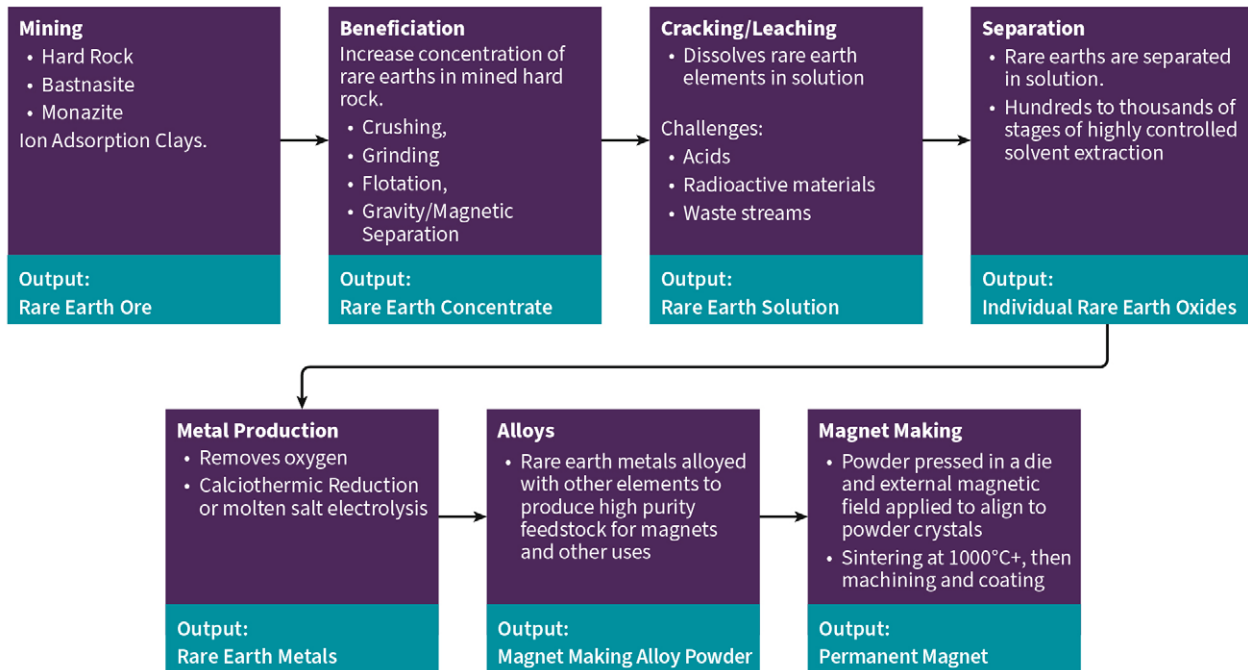 Mining
• Hard Rock
• Bastnasite
• Monazite
Ion Adsorption Clays.
Output:
Rare Earth Ore
Beneficiation
Increase concentration of
rare earths in mined hard
rock.
• Crushing,
• Grinding
• Flotation,
• Gravity/Magnetic
Separation
Output:
Rare Earth Concentrate
Cracking/Leaching
• Dissolves rare earth
elements in solution
Challenges:
• Acids
• Radioactive materials
• Waste streams
Output:
Rare Earth Solution
Separation
• Rare earths are separated
in solution.
• Hundreds to thousands of
stages of highly controlled
solvent extraction
Output:
Individual Rare Earth Oxides
Metal Production
• Removes oxygen
• Calciothermic Reduction
or molten salt electrolysis
Output:
Rare Earth Metals
Alloys
• Rare earth metals alloyed
with other elements to
produce high purity
feedstock for magnets
and other uses
Output:
Magnet Making Alloy Powder
Magnet Making
• Powder pressed in a die
and external magnetic
field applied to align to
powder crystals
• Sintering at 1000°C+, then
machining and coating
Output:
Permanent Magnet